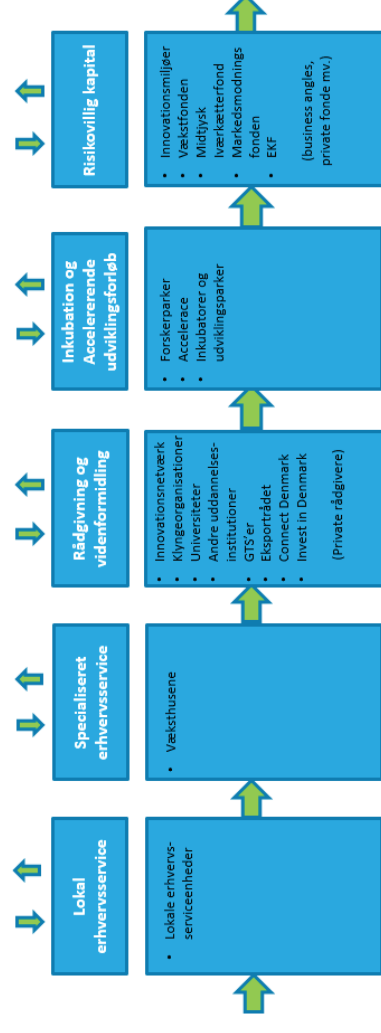 Lokal
erhvervsservice
• Lokale erhvervs-
serviceenheder
Specialiseret
erhvervsservice
• Væksthusene
Rådgivning og
videnformidling
• Innovationsnetværk
• Klyngeorganisationer
• Universiteter
• Andre uddannelses-
institutioner
• GTS'er
• Eksportrådet
• Connect Denmark
• Invest in Denmark
(Private rådgivere)
Inkubation og
Accelererende
udviklingsforløb
• Forskerparker
• Accelerace
• Inkubatorer og
udviklingsparker
Risikovillig kapital
• Innovationsmiljøer
• Vækstfonden
• Midtjysk
Iværkætterfond
• Markedsmodnings
fonden
• EKF
(business angles,
private fonde mv.)